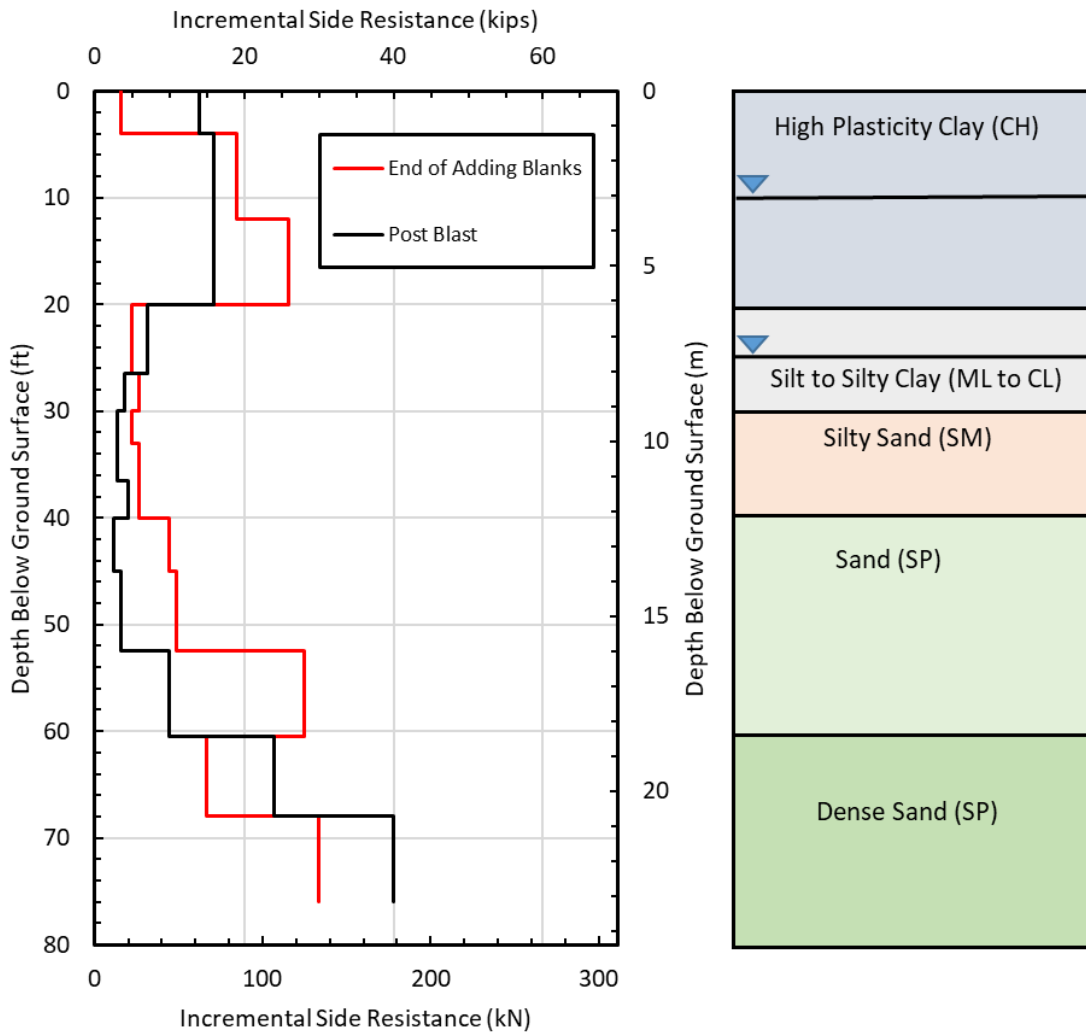 Incremental Side Resistance (kips)
0 20 40 60
0
10
20
30
40
50
60
70
80
Depth Below Ground Surface (ft)
End of Adding Blanks
Post Blast
0
5
10
15
20
Depth Below Ground Surface (m)
0 100 200 300
Incremental Side Resistance (kN)
High Plasticity Clay (CH)
Silt to Silty Clay (ML to CL)
Silty Sand (SM)
Sand (SP)
Dense Sand (SP)